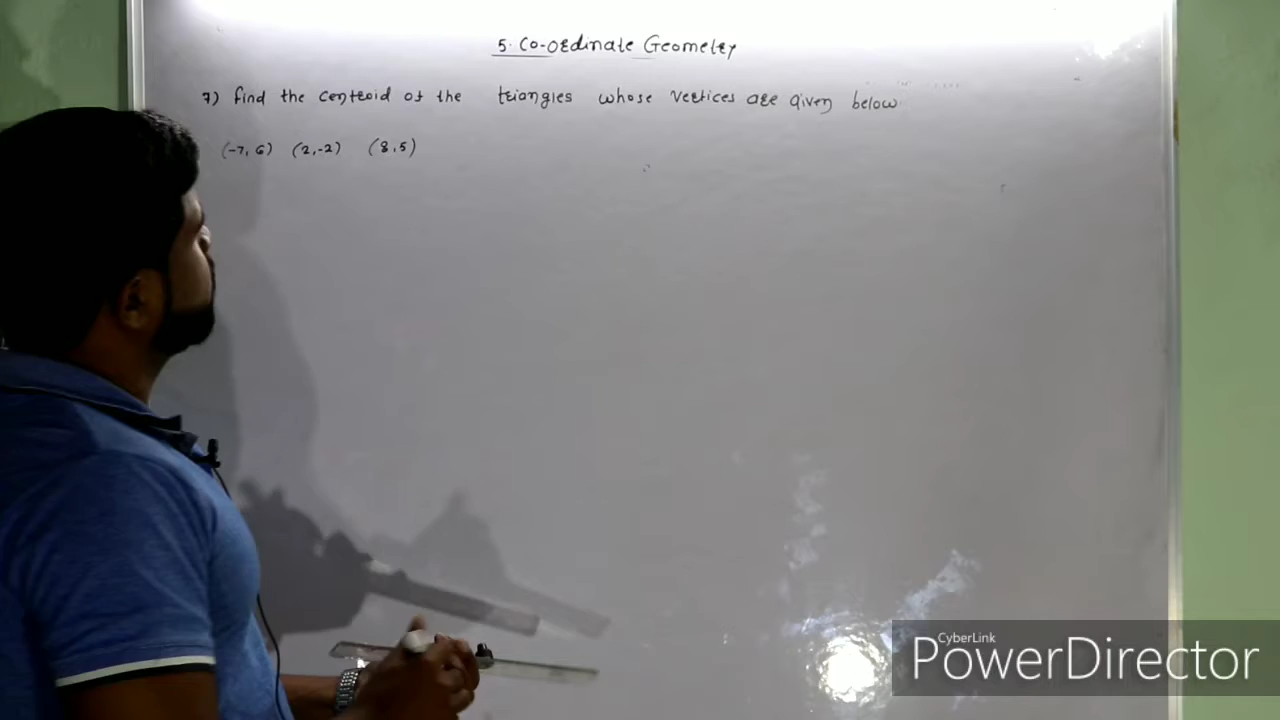 5. Co-ordinate Geometry
7) find the centroid of the triangles whose vertices are given below
(-7, 6) (2,-2) (8,5)
CyberLink
PowerDirector